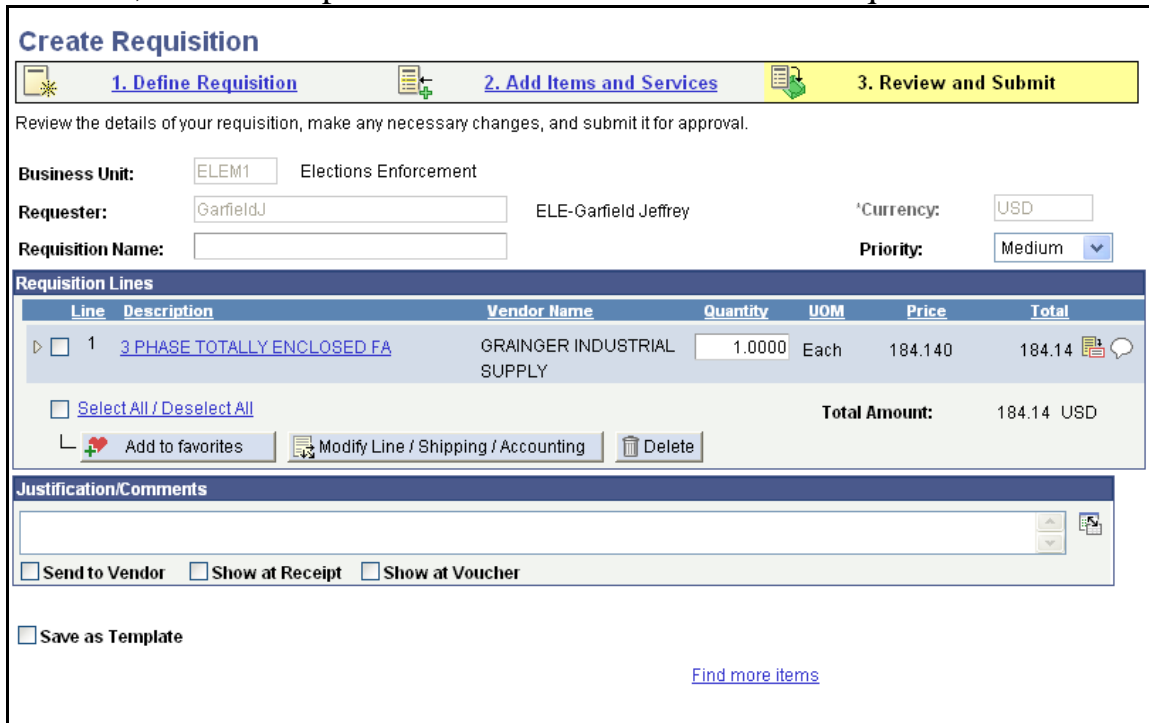 Create Requisition
1. Define Requisition 2. Add Items and Services 3. Review and Submit
Review the details of your requisition, make any necessary changes, and submit it for approval.
Business Unit: ELEM1 Elections Enforcement
Requester: GarfieldJ ELE-Garfield Jeffrey *Currency: USD
Requisition Name: Priority: Medium
Requisition Lines
Line Description Vendor Name Quantity UOM Price Total
1 3 PHASE TOTALLY ENCLOSED FA GRAINGER INDUSTRIAL SUPPLY 1.0000 Each 184.140 184.14
Select All / Deselect All Total Amount: 184.14 USD
Add to favorites Modify Line / Shipping / Accounting Delete
Justification/Comments
Send to Vendor Show at Receipt Show at Voucher
Save as Template
Find more items